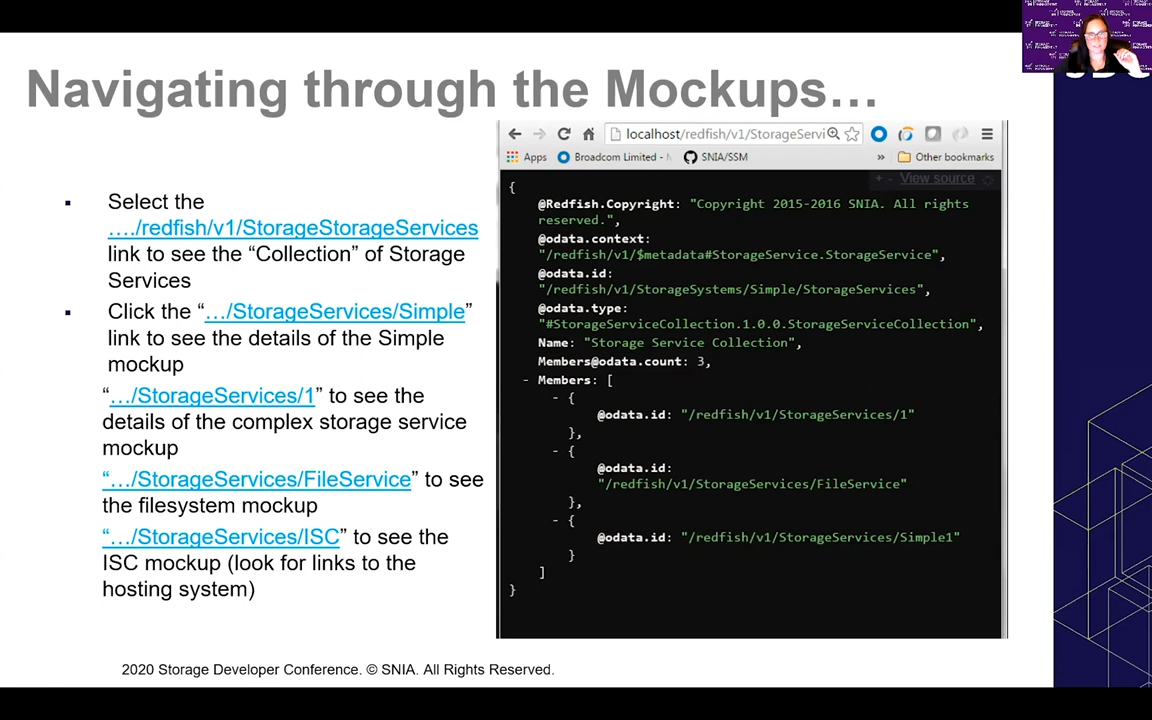 Navigating through the Mockups…
▪ Select the
…./redfish/v1/StorageStorageServices
link to see the “Collection” of Storage
Services
▪ Click the “…/StorageServices/Simple”
link to see the details of the Simple
mockup
“…/StorageServices/1” to see the
details of the complex storage service
mockup
“…/StorageServices/FileService” to see
the filesystem mockup
“…/StorageServices/ISC” to see the
ISC mockup (look for links to the
hosting system)
localhost/redfish/v1/StorageServi
Apps Broadcom Limited - SNIA/SSM » Other bookmarks
+ - View source
{
@Redfish.Copyright: "Copyright 2015-2016 SNIA. All rights
reserved.",
@odata.context:
"/redfish/v1/$metadata#StorageService.StorageService",
@odata.id:
"/redfish/v1/StorageSystems/Simple/StorageServices",
@odata.type:
"#StorageServiceCollection.1.0.0.StorageServiceCollection",
Name: "Storage Service Collection",
Members@odata.count: 3,
- Members: [
- {
@odata.id: "/redfish/v1/StorageServices/1"
},
- {
@odata.id:
"/redfish/v1/StorageServices/FileService"
},
- {
@odata.id: "/redfish/v1/StorageServices/Simple1"
}
]
}
2020 Storage Developer Conference. © SNIA. All Rights Reserved.